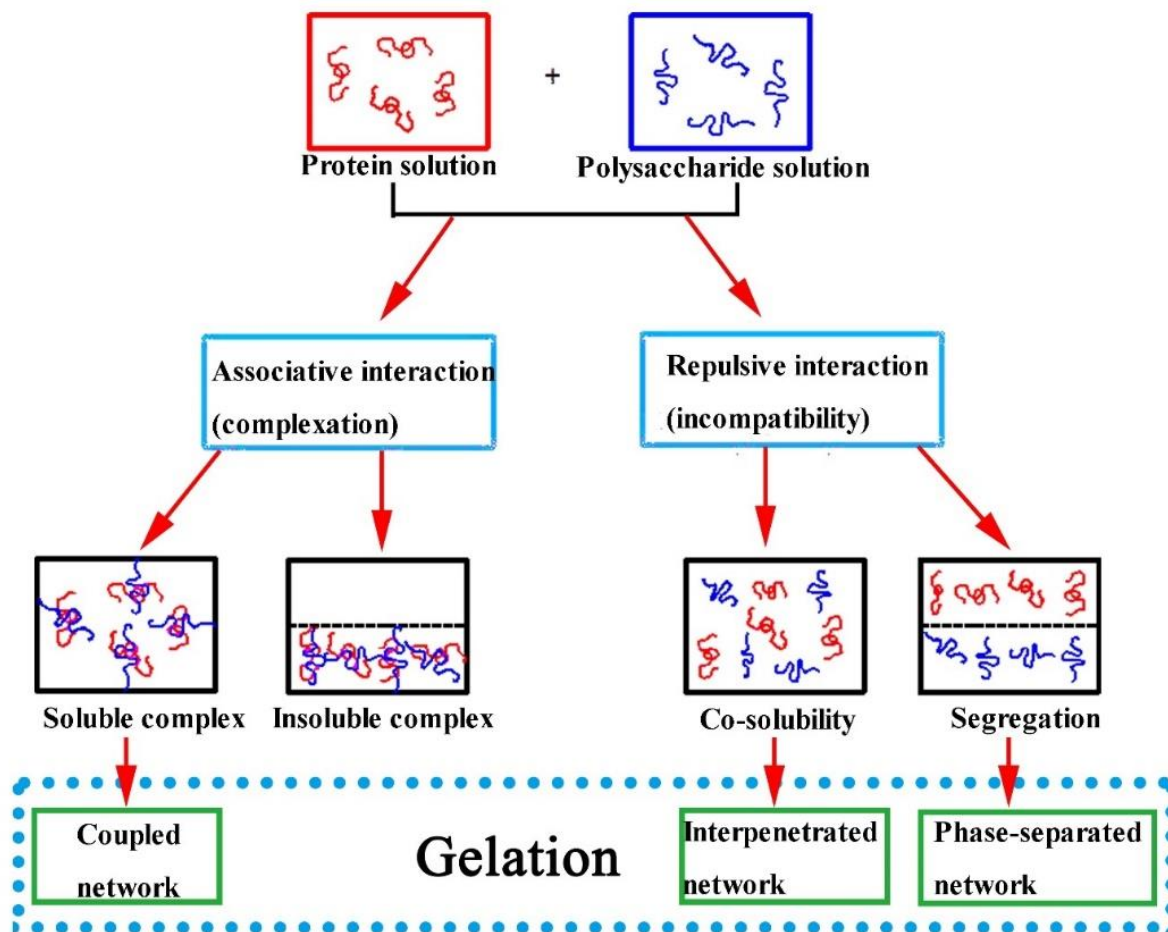 +
Protein solution
Polysaccharide solution
Associative interaction
(complexation)
Repulsive interaction
(incompatibility)
Soluble complex
Insoluble complex
Co-solubility
Segregation
Coupled
network
Gelation
Interpenetrated
network
Phase-separated
network